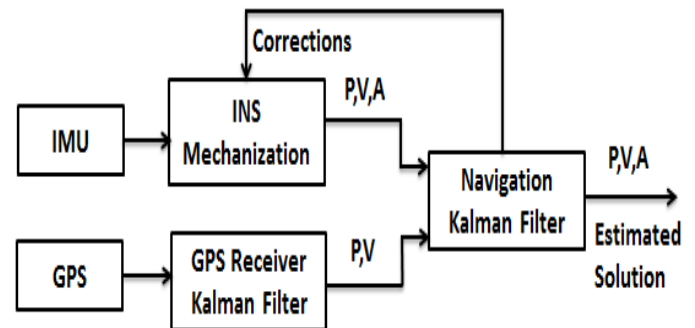 Corrections
IMU
INS
Mechanization
P,V,A
Navigation
Kalman Filter
P,V,A
Estimated
Solution
GPS
GPS Receiver
Kalman Filter
P,V